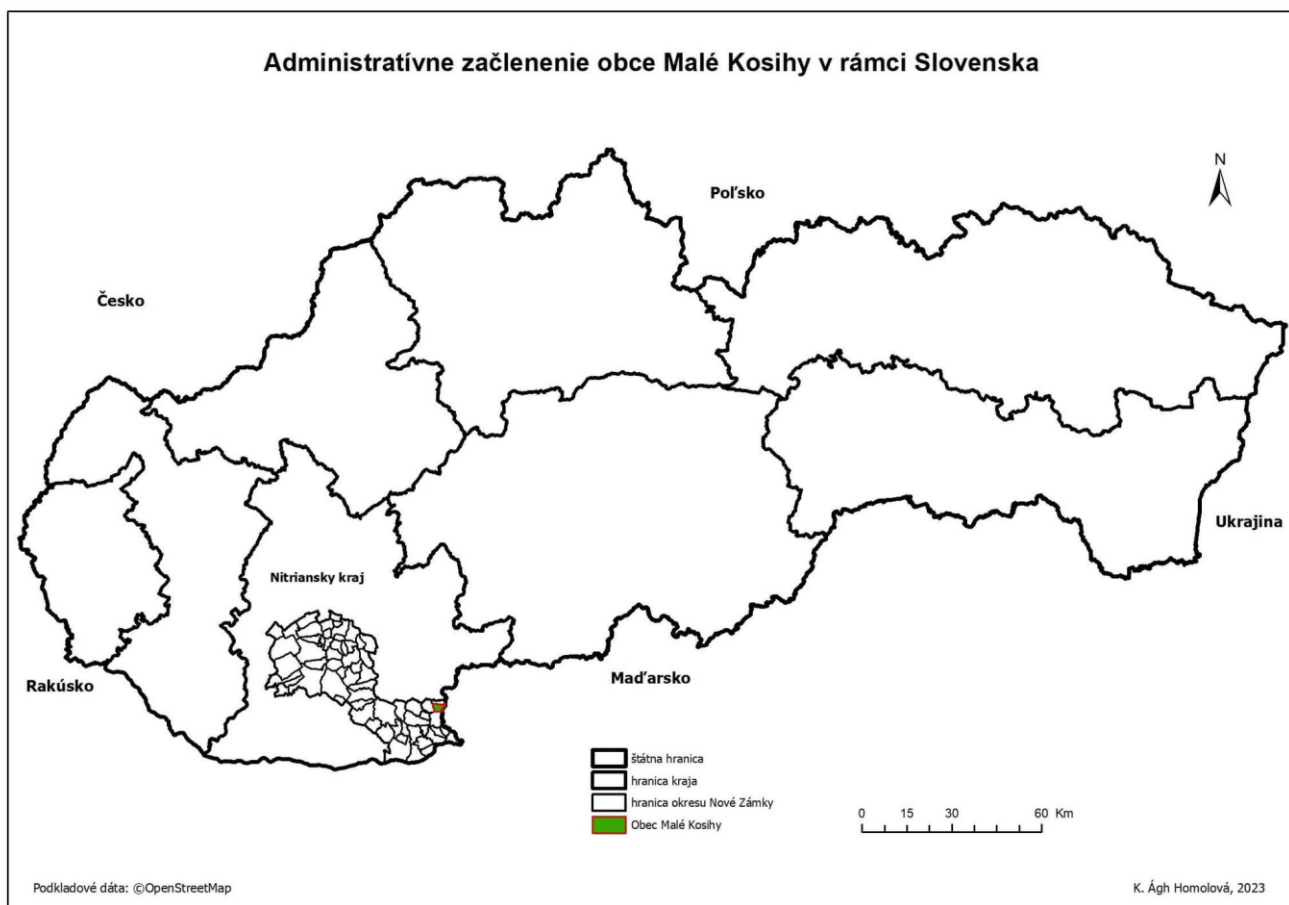 Administratívne začlenenie obce Malé Kosihy v rámci Slovenska
N
Poľsko
Česko
Ukrajina
Nitriansky kraj
Rakúsko
Maďarsko
štátna hranica
hranica kraja
hranica okresu Nové Zámky
Obec Malé Kosihy
0 15 30 60 Km
Podkladové dáta: ©OpenStreetMap
K. Ágh Homolová, 2023